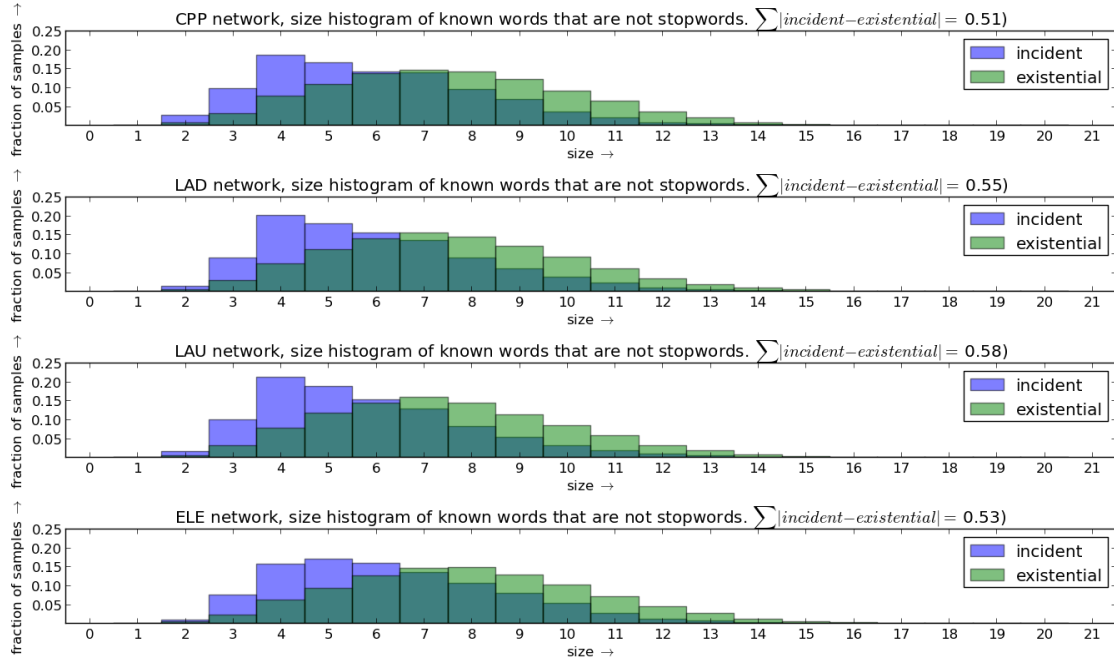 CPP network, size histogram of known words that are not stopwords. ∑|incident−existential| = 0.51)
fraction of samples →
0.25
0.20
0.15
0.10
0.05
incident
existential
0 1 2 3 4 5 6 7 8 9 10 11 12 13 14 15 16 17 18 19 20 21
size →
LAD network, size histogram of known words that are not stopwords. ∑|incident−existential| = 0.55)
fraction of samples →
0.25
0.20
0.15
0.10
0.05
incident
existential
0 1 2 3 4 5 6 7 8 9 10 11 12 13 14 15 16 17 18 19 20 21
size →
LAU network, size histogram of known words that are not stopwords. ∑|incident−existential| = 0.58)
fraction of samples →
0.25
0.20
0.15
0.10
0.05
incident
existential
0 1 2 3 4 5 6 7 8 9 10 11 12 13 14 15 16 17 18 19 20 21
size →
ELE network, size histogram of known words that are not stopwords. ∑|incident−existential| = 0.53)
fraction of samples →
0.25
0.20
0.15
0.10
0.05
incident
existential
0 1 2 3 4 5 6 7 8 9 10 11 12 13 14 15 16 17 18 19 20 21
size →